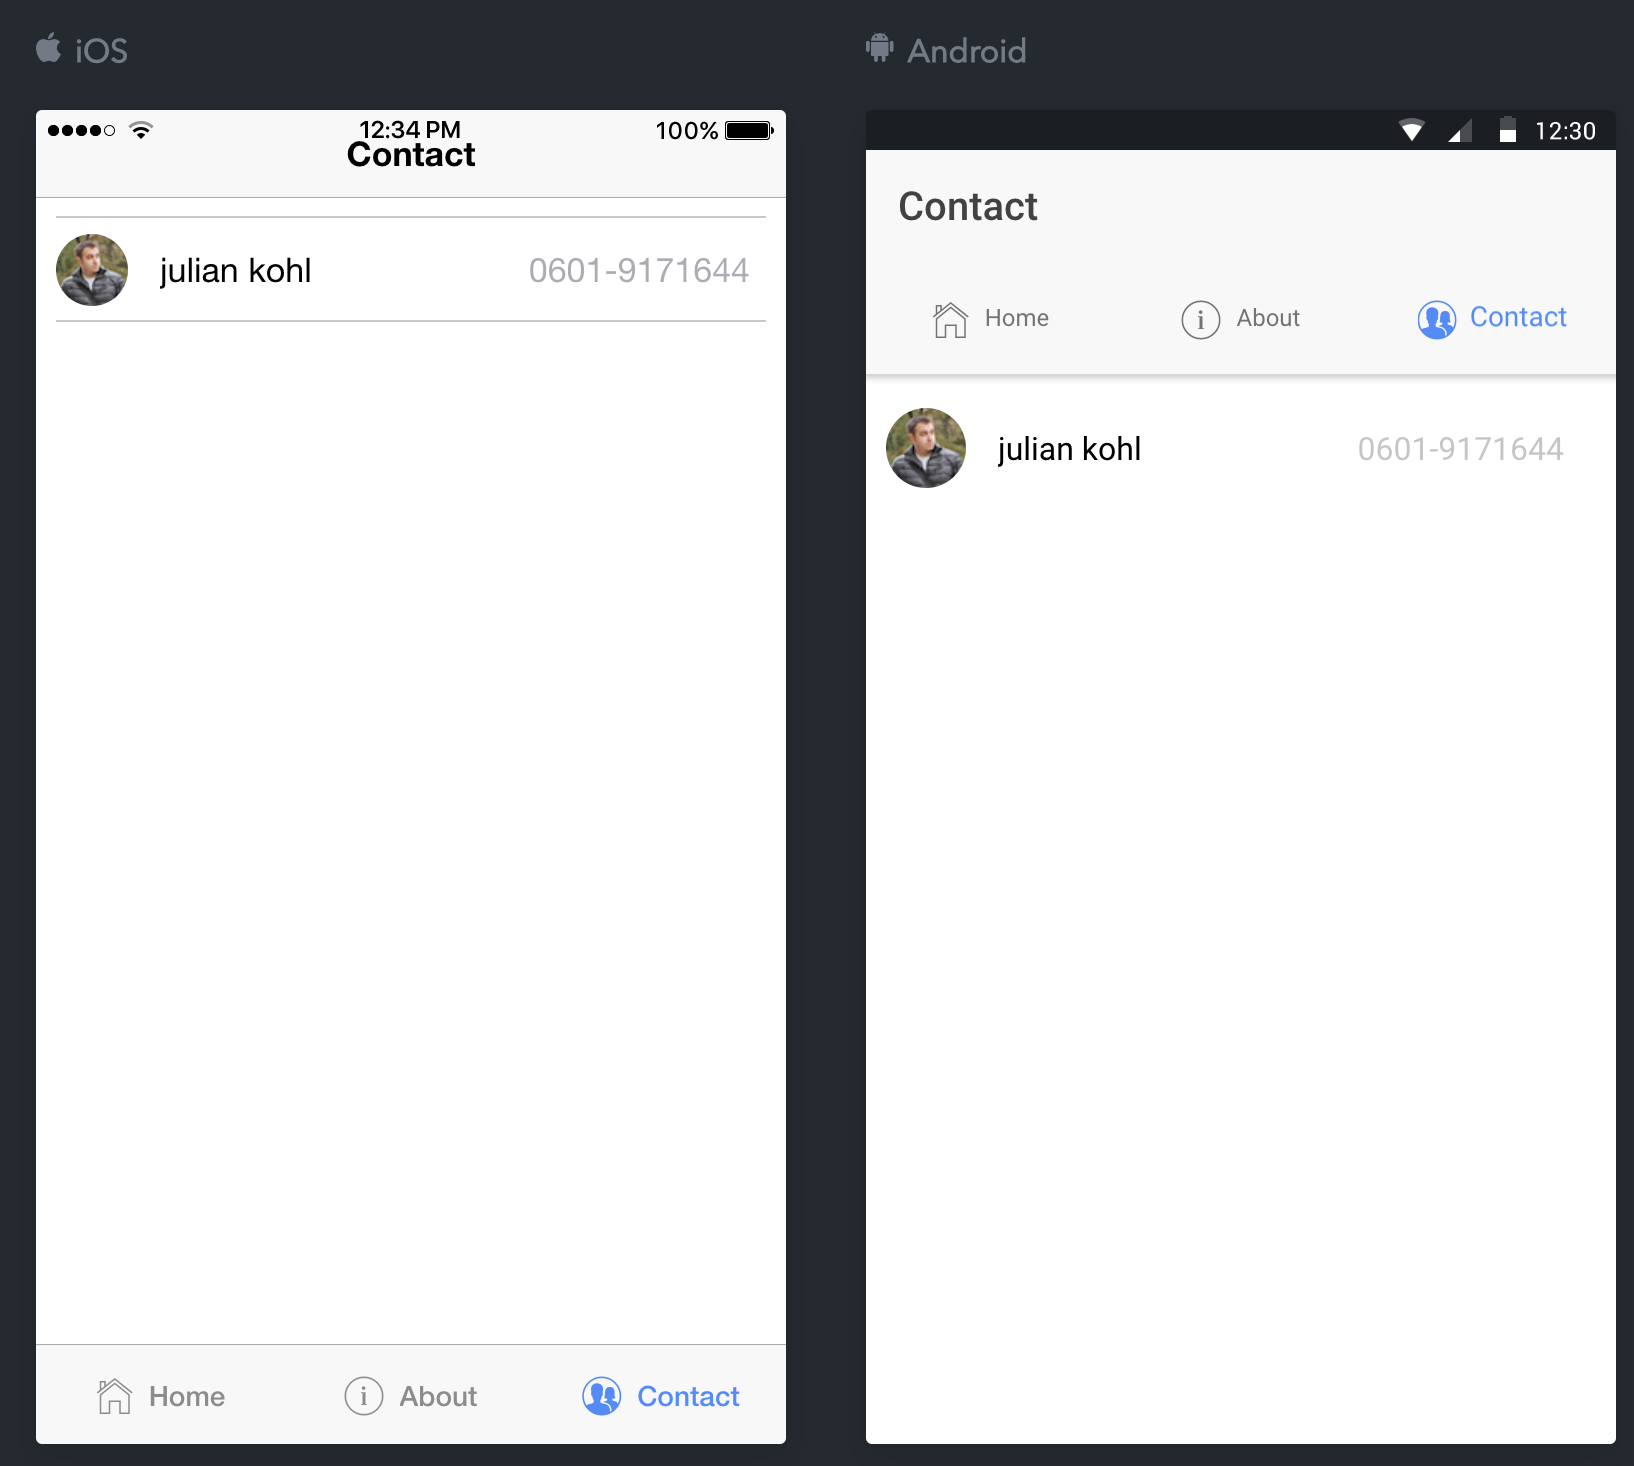 iOS
12:34 PM 100%
Contact
julian kohl 0601-9171644
Home About Contact
Android
12:30
Contact
Home About Contact
julian kohl 0601-9171644